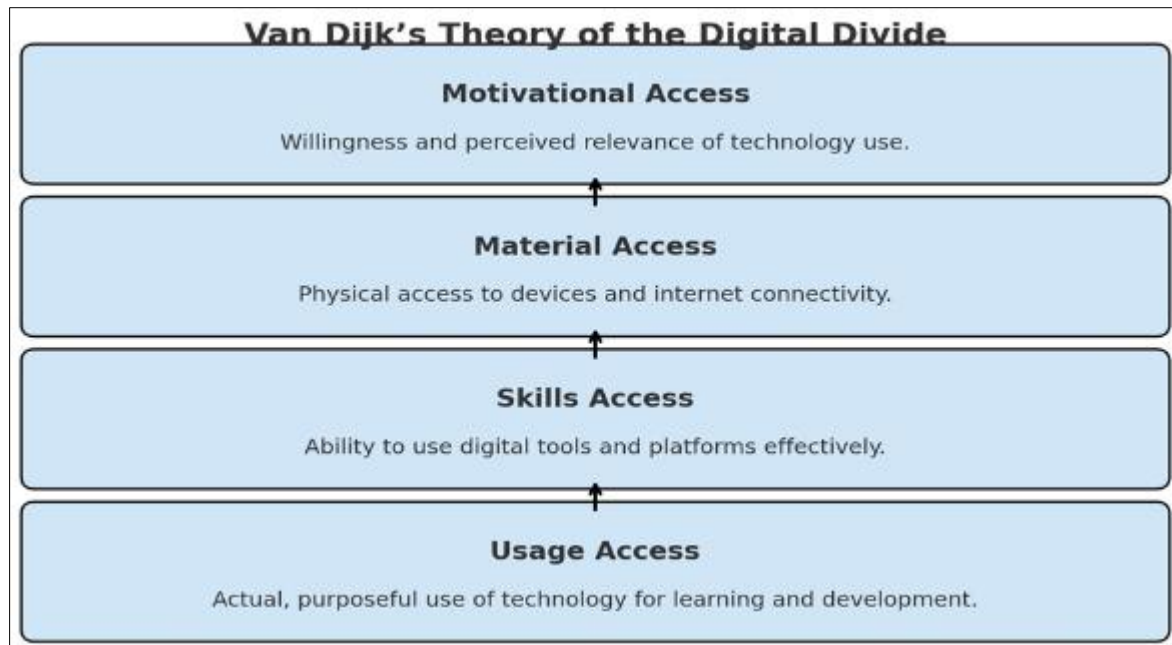 Van Dijk’s Theory of the Digital Divide
Motivational Access
Willingness and perceived relevance of technology use.
Material Access
Physical access to devices and internet connectivity.
Skills Access
Ability to use digital tools and platforms effectively.
Usage Access
Actual, purposeful use of technology for learning and development.